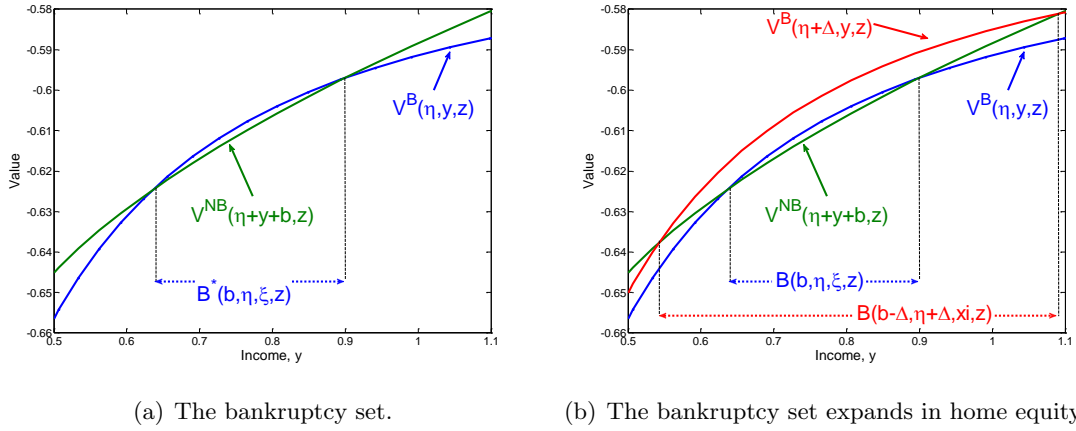 -0.58
-0.59
-0.6
-0.61
-0.62
-0.63
-0.64
-0.65
-0.66
Value
V^B(η,y,z)
V^NB(η+y+b,z)
B^*(b,η,ξ,z)
0.5 0.6 0.7 0.8 0.9 1 1.1
Income, y
(a) The bankruptcy set.
-0.58
-0.59
-0.6
-0.61
-0.62
-0.63
-0.64
-0.65
-0.66
Value
V^B(η+Δ,y,z)
V^B(η,y,z)
V^NB(η+y+b,z)
B(b,η,ξ,z)
B(b-Δ,η+Δ,xi,z)
0.5 0.6 0.7 0.8 0.9 1 1.1
Income, y
(b) The bankruptcy set expands in home equity